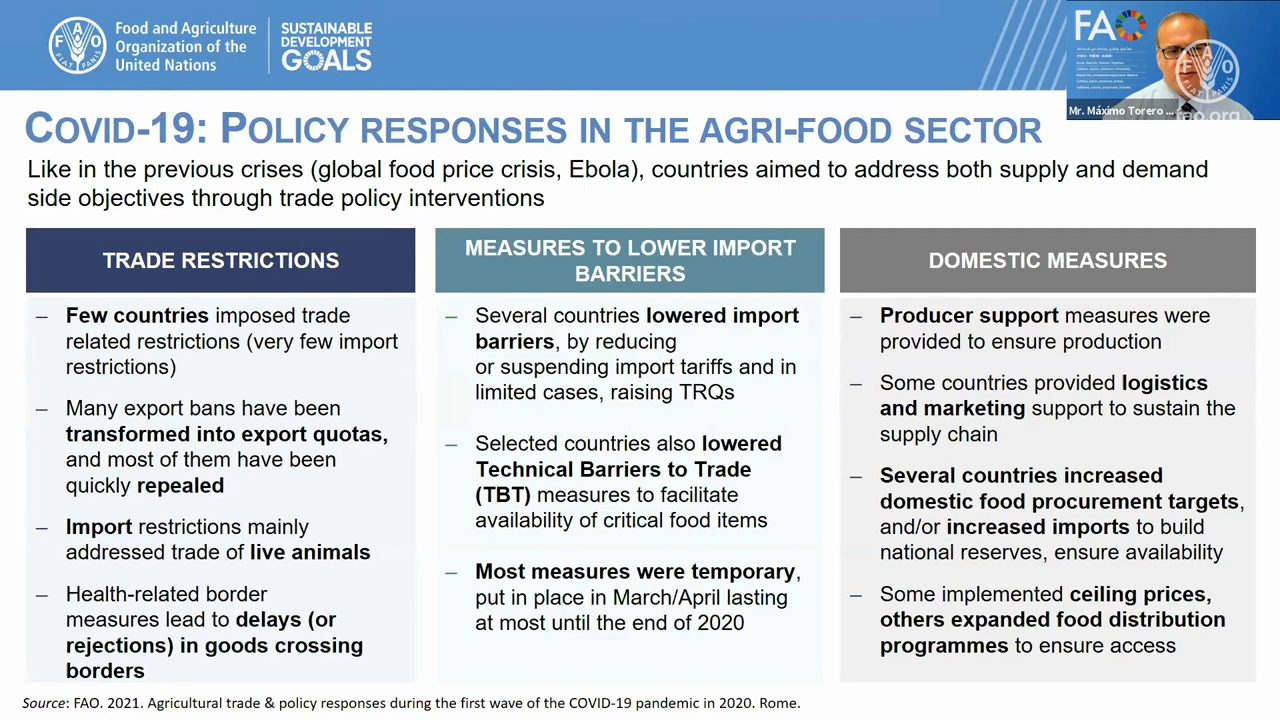 Food and Agriculture
Organization of the
United Nations
SUSTAINABLE
DEVELOPMENT
GOALS
FAO
FIAT PANIS
FAO
Mr. Máximo Torero ...
fao.org
COVID-19: POLICY RESPONSES IN THE AGRI-FOOD SECTOR
Like in the previous crises (global food price crisis, Ebola), countries aimed to address both supply and demand
side objectives through trade policy interventions
TRADE RESTRICTIONS
– Few countries imposed trade
related restrictions (very few import
restrictions)
– Many export bans have been
transformed into export quotas,
and most of them have been
quickly repealed
– Import restrictions mainly
addressed trade of live animals
– Health-related border
measures lead to delays (or
rejections) in goods crossing
borders
MEASURES TO LOWER IMPORT
BARRIERS
– Several countries lowered import
barriers, by reducing
or suspending import tariffs and in
limited cases, raising TRQs
– Selected countries also lowered
Technical Barriers to Trade
(TBT) measures to facilitate
availability of critical food items
– Most measures were temporary,
put in place in March/April lasting
at most until the end of 2020
DOMESTIC MEASURES
– Producer support measures were
provided to ensure production
– Some countries provided logistics
and marketing support to sustain the
supply chain
– Several countries increased
domestic food procurement targets,
and/or increased imports to build
national reserves, ensure availability
– Some implemented ceiling prices,
others expanded food distribution
programmes to ensure access
Source: FAO. 2021. Agricultural trade & policy responses during the first wave of the COVID-19 pandemic in 2020. Rome.